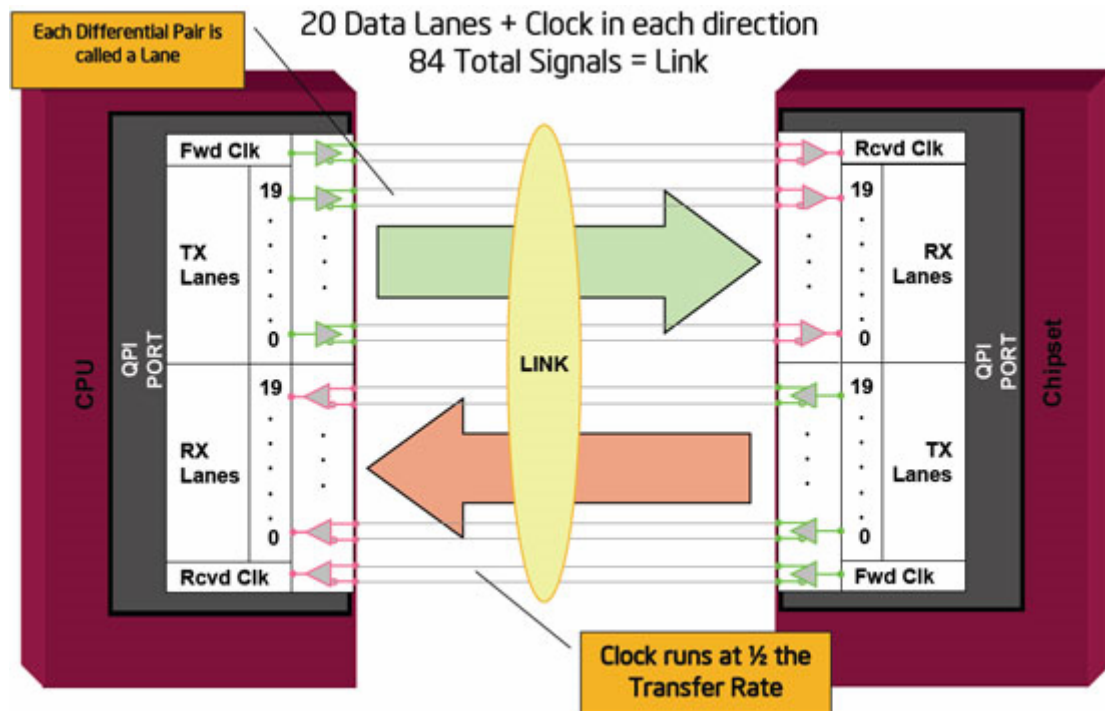 Each Differential Pair is
called a Lane
20 Data Lanes + Clock in each direction
84 Total Signals = Link
Fwd Clk
19
TX
Lanes
0
QPI
PORT
CPU
19
RX
Lanes
0
Rcvd Clk
LINK
Rcvd Clk
19
RX
Lanes
0
QPI
PORT
Chipset
19
TX
Lanes
0
Fwd Clk
Clock runs at ½ the
Transfer Rate